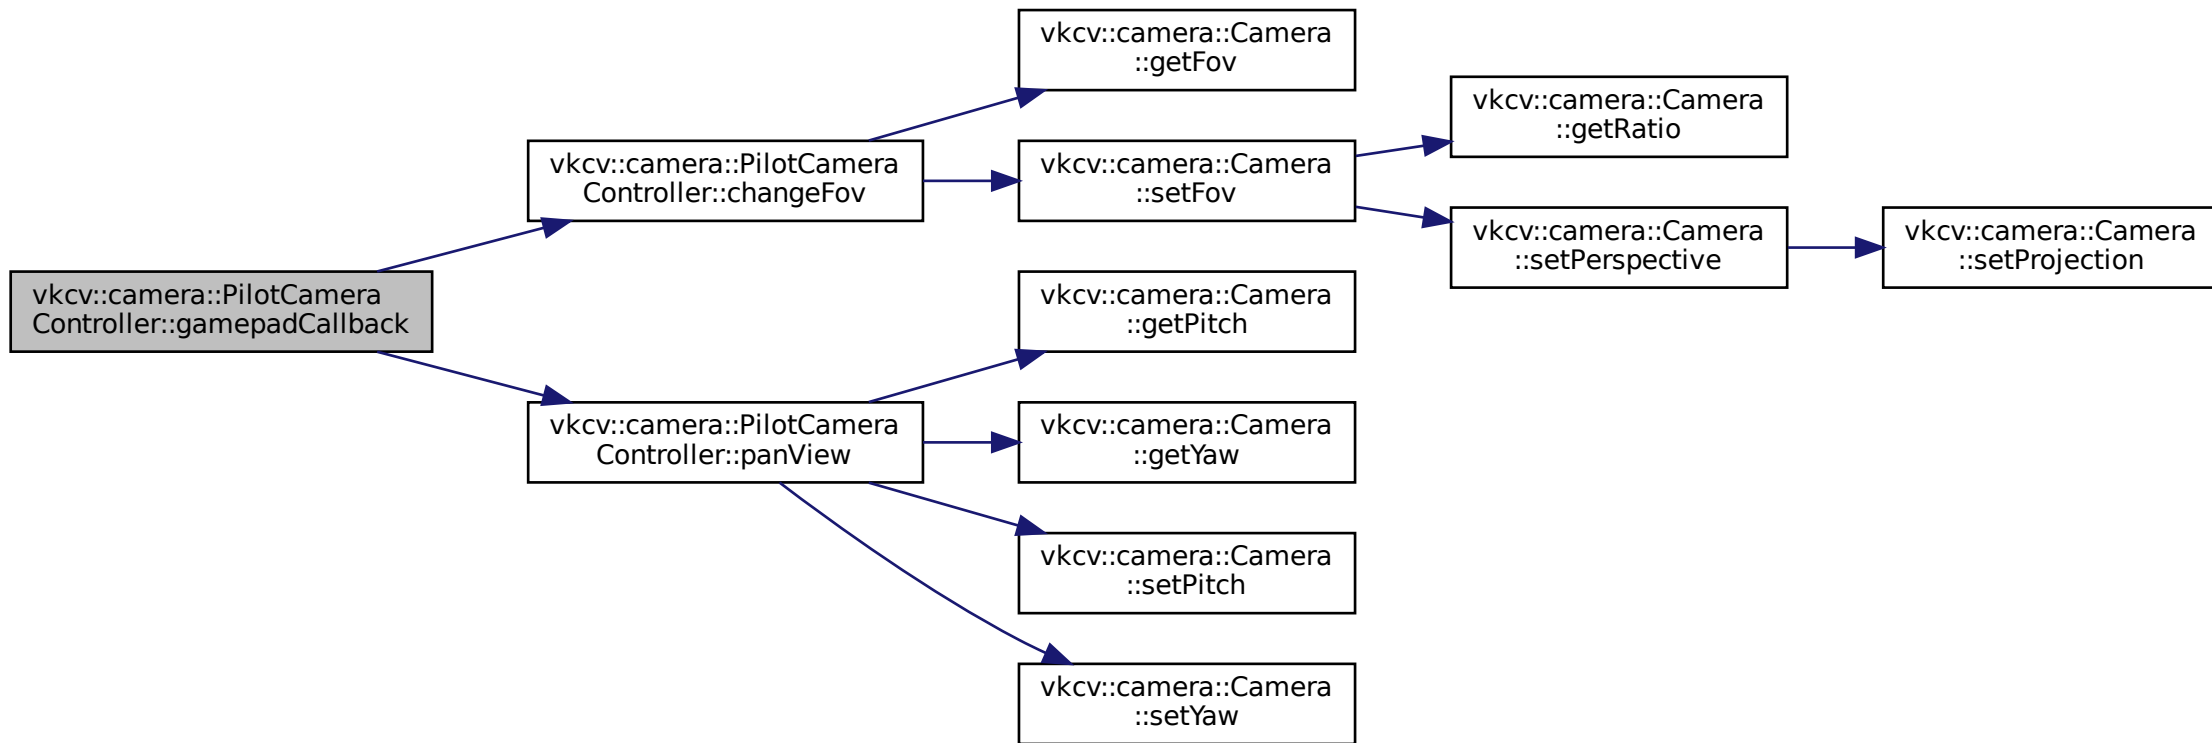 vkcv::camera::PilotCamera
Controller::gamepadCallback
vkcv::camera::PilotCamera
Controller::changeFov
vkcv::camera::Camera
::getFov
vkcv::camera::Camera
::setFov
vkcv::camera::Camera
::getRatio
vkcv::camera::Camera
::setPerspective
vkcv::camera::Camera
::setProjection
vkcv::camera::PilotCamera
Controller::panView
vkcv::camera::Camera
::getPitch
vkcv::camera::Camera
::getYaw
vkcv::camera::Camera
::setPitch
vkcv::camera::Camera
::setYaw